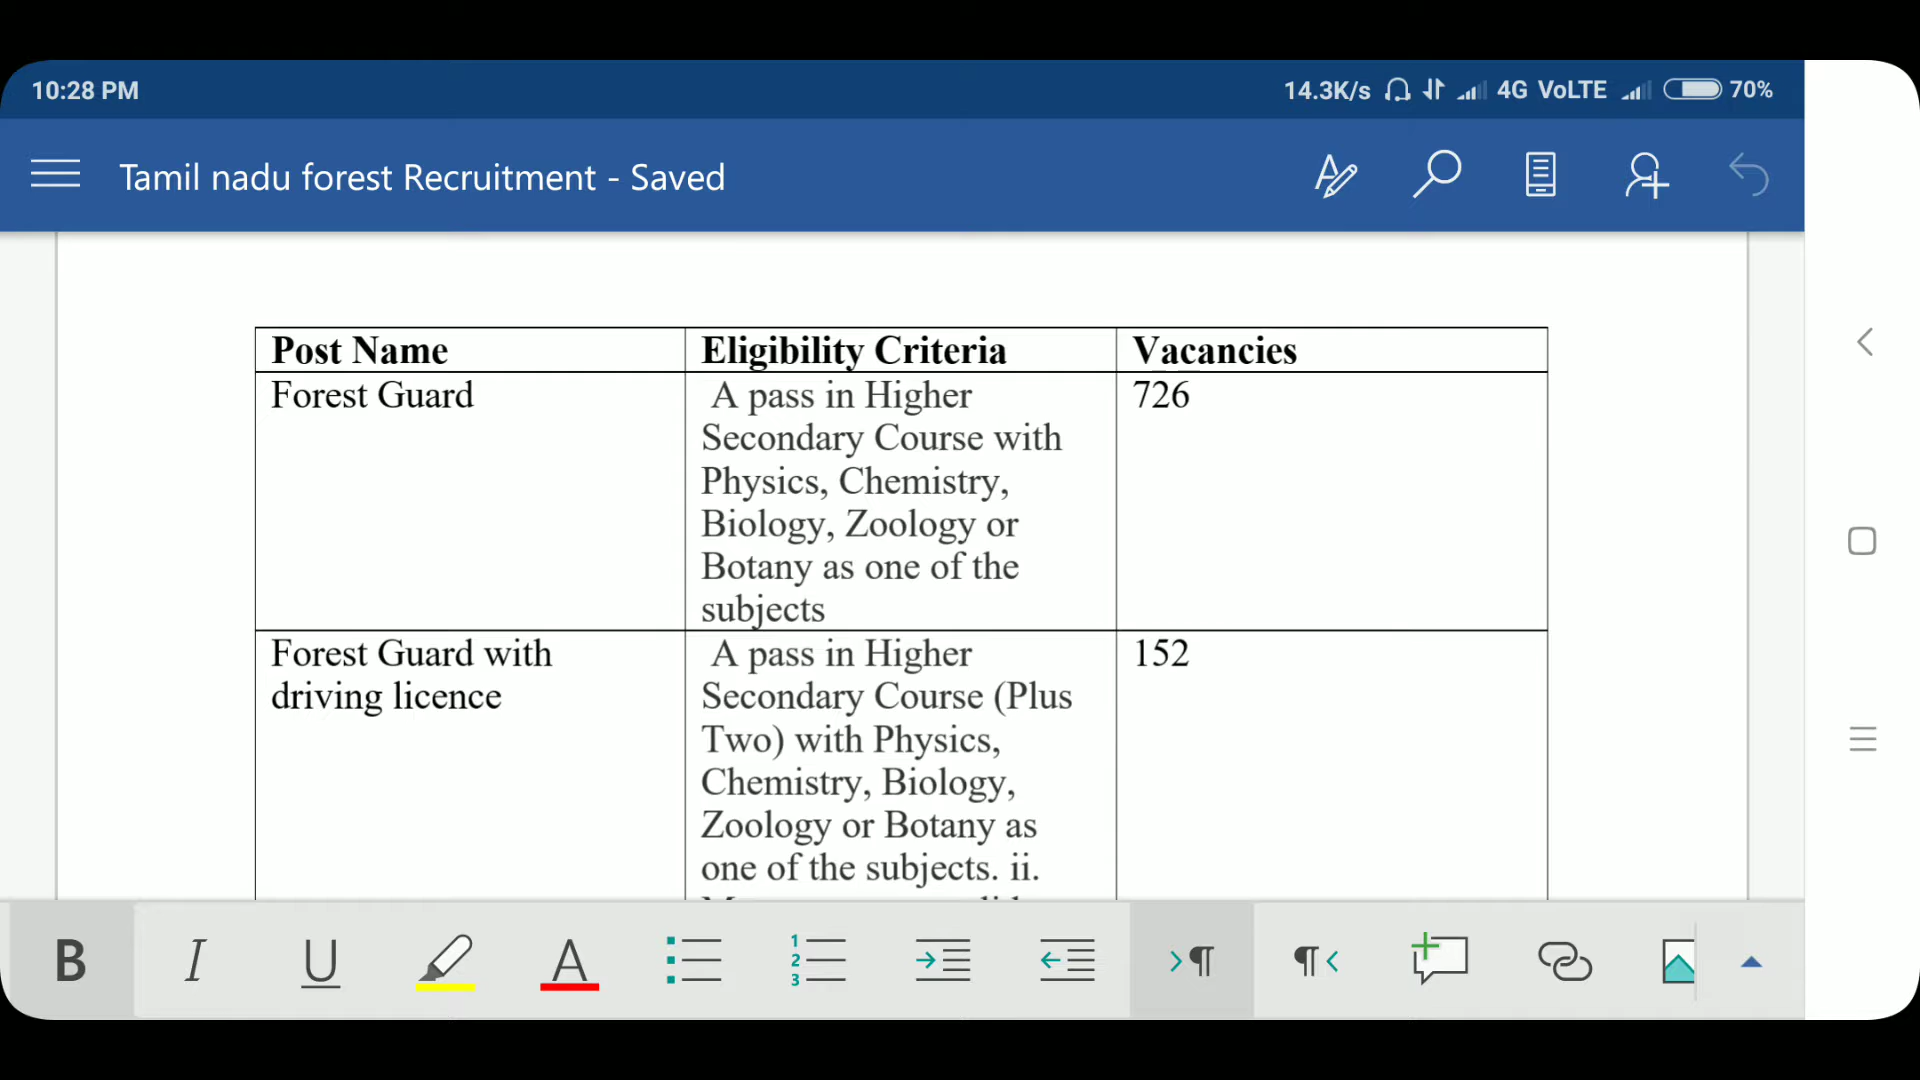 10:28 PM
14.3K/s 4G VoLTE 70%
Tamil nadu forest Recruitment - Saved
Post Name Eligibility Criteria Vacancies
Forest Guard A pass in Higher 726
Secondary Course with
Physics, Chemistry,
Biology, Zoology or
Botany as one of the
subjects
Forest Guard with A pass in Higher 152
driving licence Secondary Course (Plus
Two) with Physics,
Chemistry, Biology,
Zoology or Botany as
one of the subjects. ii.
B I U A